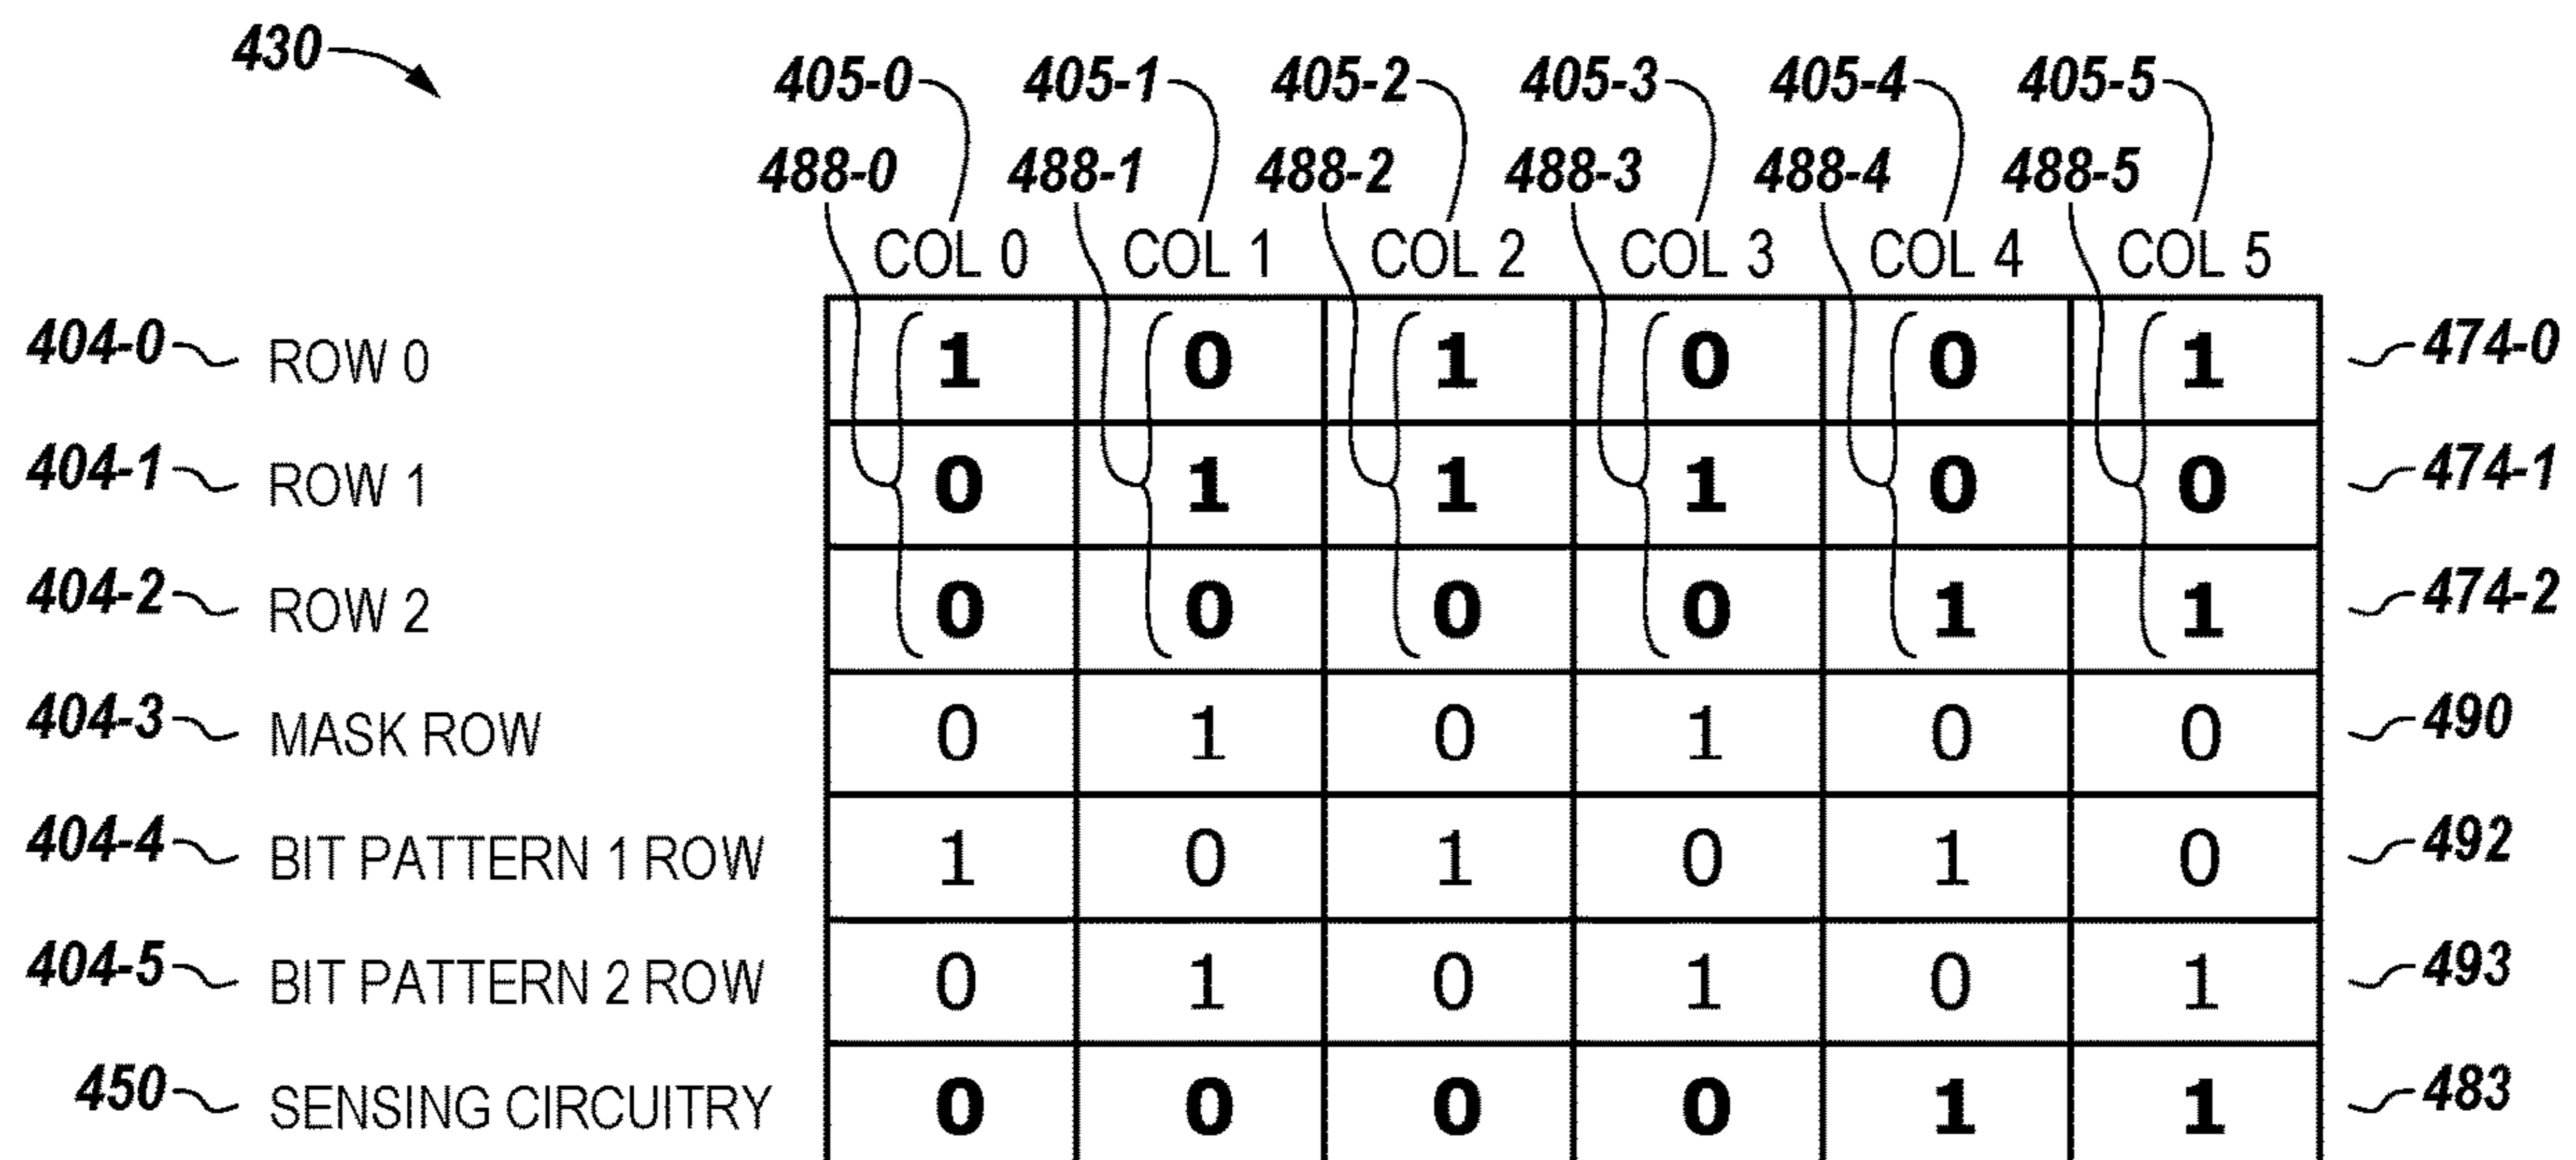 430
405-0 405-1 405-2 405-3 405-4 405-5
488-0 488-1 488-2 488-3 488-4 488-5
COL 0 COL 1 COL 2 COL 3 COL 4 COL 5
404-0 ROW 0 1 0 1 0 0 1 474-0
404-1 ROW 1 0 1 1 1 0 0 474-1
404-2 ROW 2 0 0 0 0 1 1 474-2
404-3 MASK ROW 0 1 0 1 0 0 490
404-4 BIT PATTERN 1 ROW 1 0 1 0 1 0 492
404-5 BIT PATTERN 2 ROW 0 1 0 1 0 1 493
450 SENSING CIRCUITRY 0 0 0 0 1 1 483